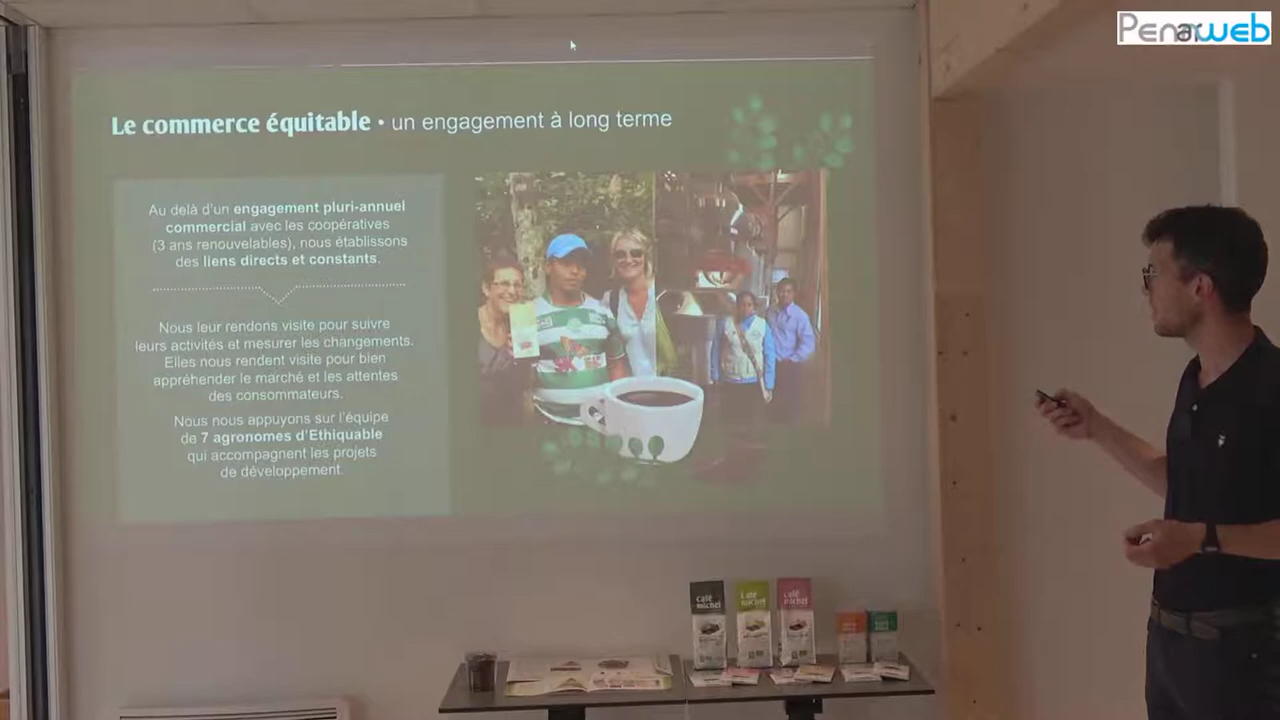 Penarweb
Le commerce équitable • un engagement à long terme
Au delà d'un engagement pluri-annuel
commercial avec les coopératives
(3 ans renouvelables), nous établissons
des liens directs et constants.
Nous leur rendons visite pour suivre
leurs activités et mesurer les changements.
Elles nous rendent visite pour bien
appréhender le marché et les attentes
des consommateurs.
Nous nous appuyons sur l'équipe
de 7 agronomes d'Ethiquable
qui accompagnent les projets
de développement.
café
michel
Café
michel
café
michel